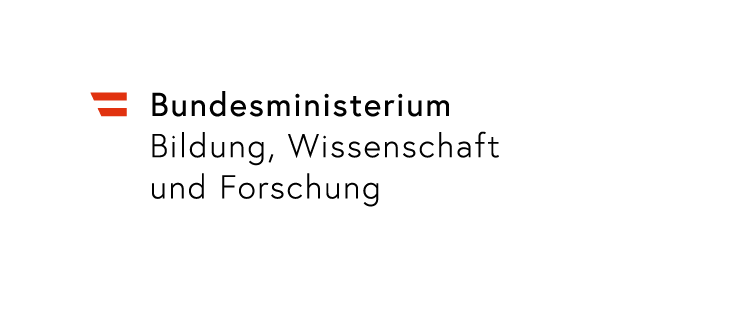 Bundesministerium
Bildung, Wissenschaft
und Forschung